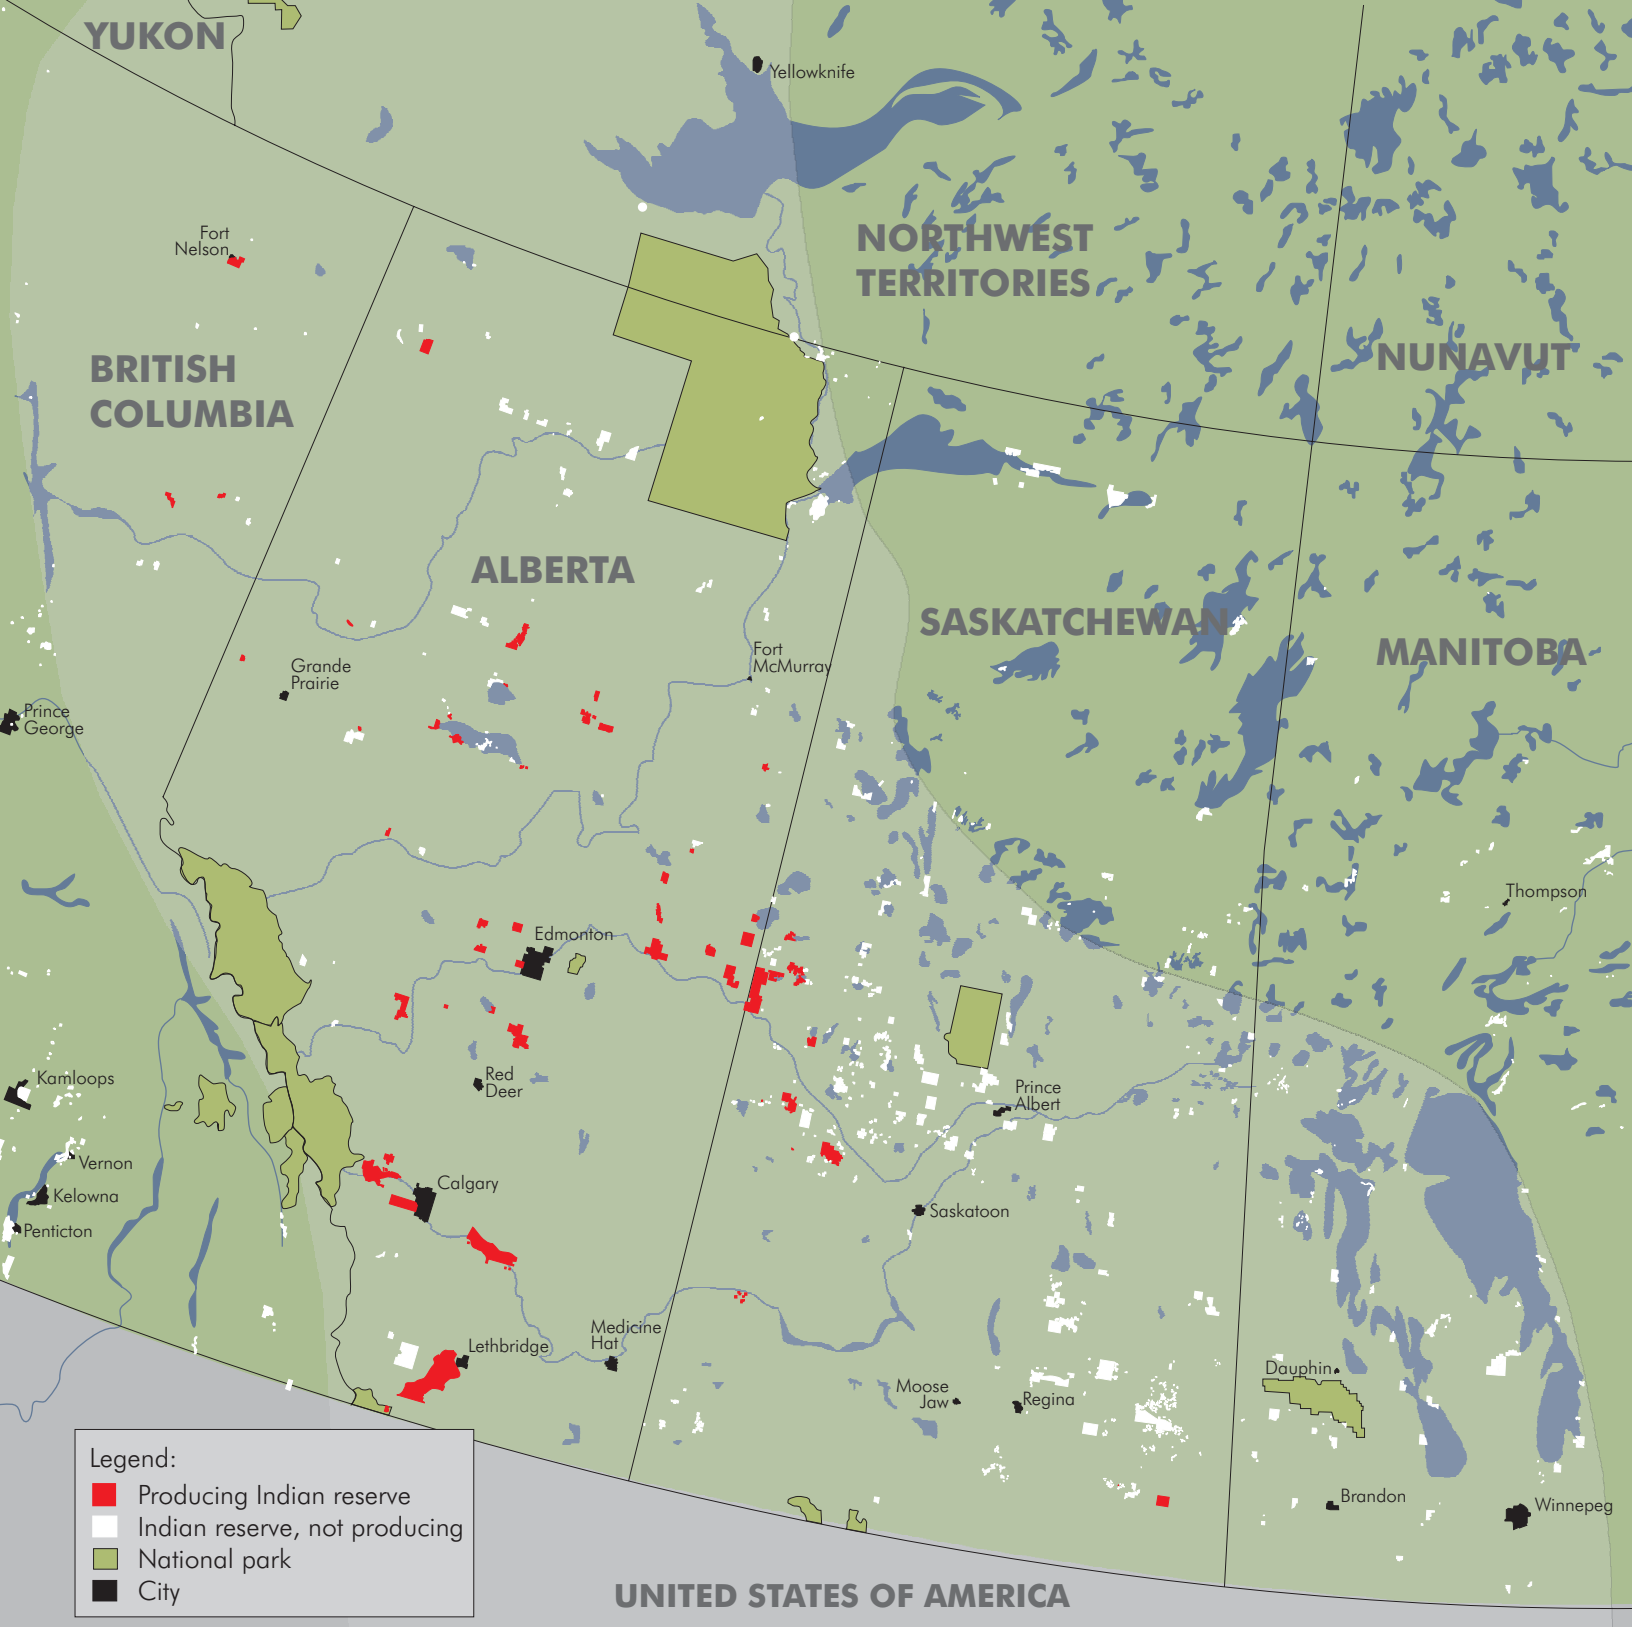 YUKON
Yellowknife
Fort
Nelson
NORTHWEST
TERRITORIES
BRITISH
COLUMBIA
NUNAVUT
ALBERTA
SASKATCHEWAN
MANITOBA
Fort
McMurray
Grande
Prairie
Prince
George
Thompson
Edmonton
Kamloops
Red
Deer
Prince
Albert
Vernon
Kelowna
Calgary
Penticton
Saskatoon
Medicine
Hat
Lethbridge
Dauphin
Moose
Jaw
Regina
Brandon
Winnepeg
Legend:
Producing Indian reserve
Indian reserve, not producing
National park
City
UNITED STATES OF AMERICA